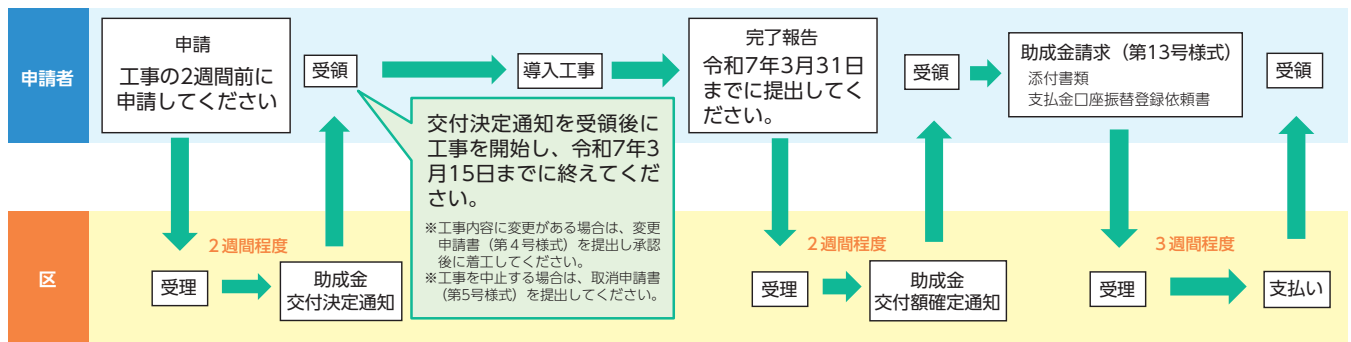 申請者
申請
工事の2週間前に
申請してください
受領
導入工事
完了報告
令和7年3月31日
までに提出してく
ださい。
受領
助成金請求(第13号様式)
添付書類
支払金口座振替登録依頼書
受領
交付決定通知を受領後に
工事を開始し、令和7年3
月15日までに終えてくだ
さい。
※工事内容に変更がある場合は、変更
申請書(第4号様式)を提出し承認
後に着工してください。
※工事を中止する場合は、取消申請書
(第5号様式)を提出してください。
区
受理
2週間程度
助成金
交付決定通知
受理
2週間程度
助成金
交付額確定通知
受理
3週間程度
支払い